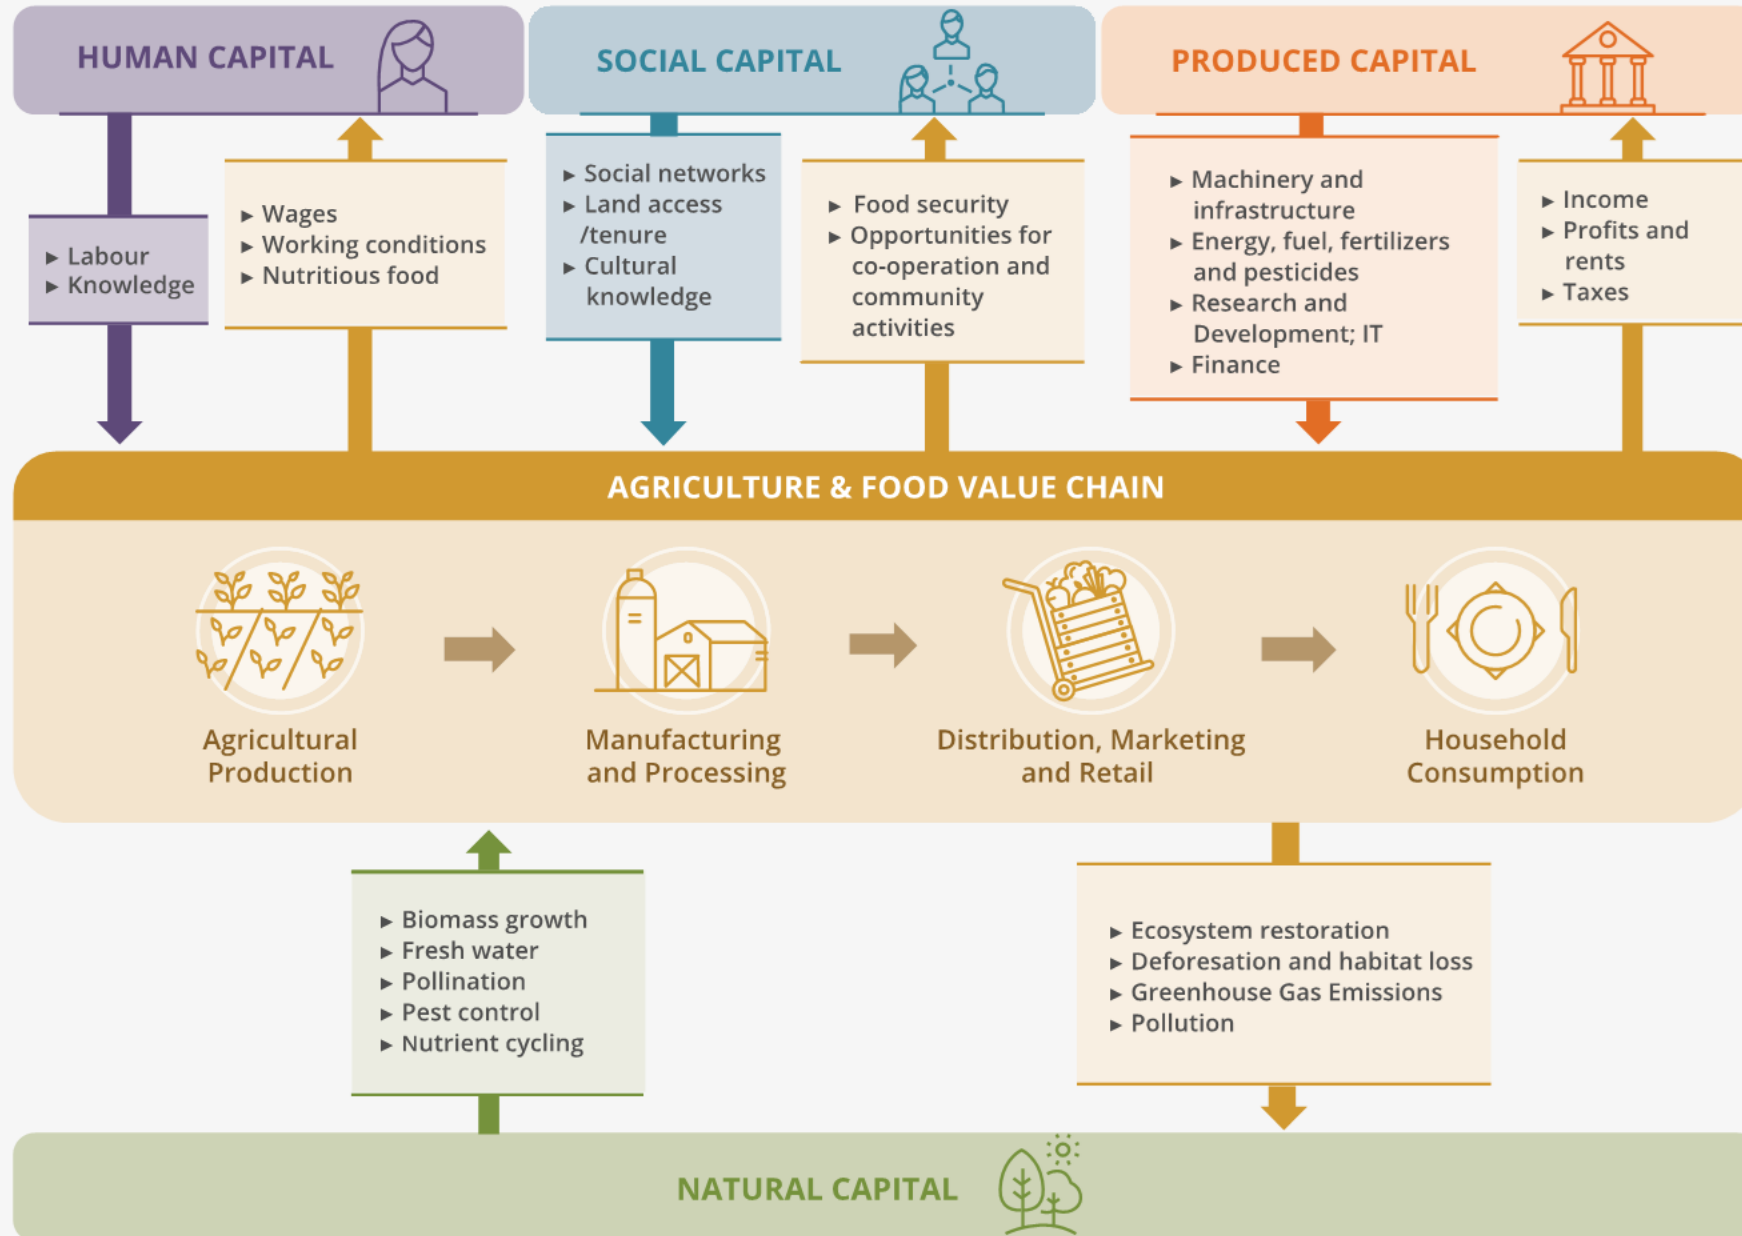 HUMAN CAPITAL
SOCIAL CAPITAL
PRODUCED CAPITAL
► Labour
► Knowledge
► Wages
► Working conditions
► Nutritious food
► Social networks
► Land access
/tenure
► Cultural
knowledge
► Food security
► Opportunities for
co-operation and
community
activities
► Machinery and
infrastructure
► Energy, fuel, fertilizers
and pesticides
► Research and
Development; IT
► Finance
► Income
► Profits and
rents
► Taxes
AGRICULTURE & FOOD VALUE CHAIN
Agricultural
Production
Manufacturing
and Processing
Distribution, Marketing
and Retail
Household
Consumption
► Biomass growth
► Fresh water
► Pollination
► Pest control
► Nutrient cycling
► Ecosystem restoration
► Deforesation and habitat loss
► Greenhouse Gas Emissions
► Pollution
NATURAL CAPITAL